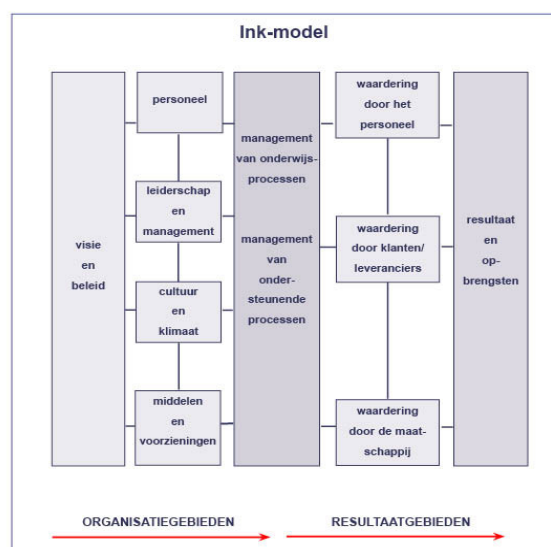 Ink-model
visie
en
beleid
personeel
leiderschap
en
management
cultuur
en
klimaat
middelen
en
voorzieningen
management
van onderwijs-
processen
management
van
onder-
steunende
processen
waardering
door het
personeel
waardering
door klanten/
leveranciers
waardering
door de maat-
schappij
resultaat
en
op-
brengsten
ORGANISATIEGEBIEDEN
RESULTAATGEBIEDEN